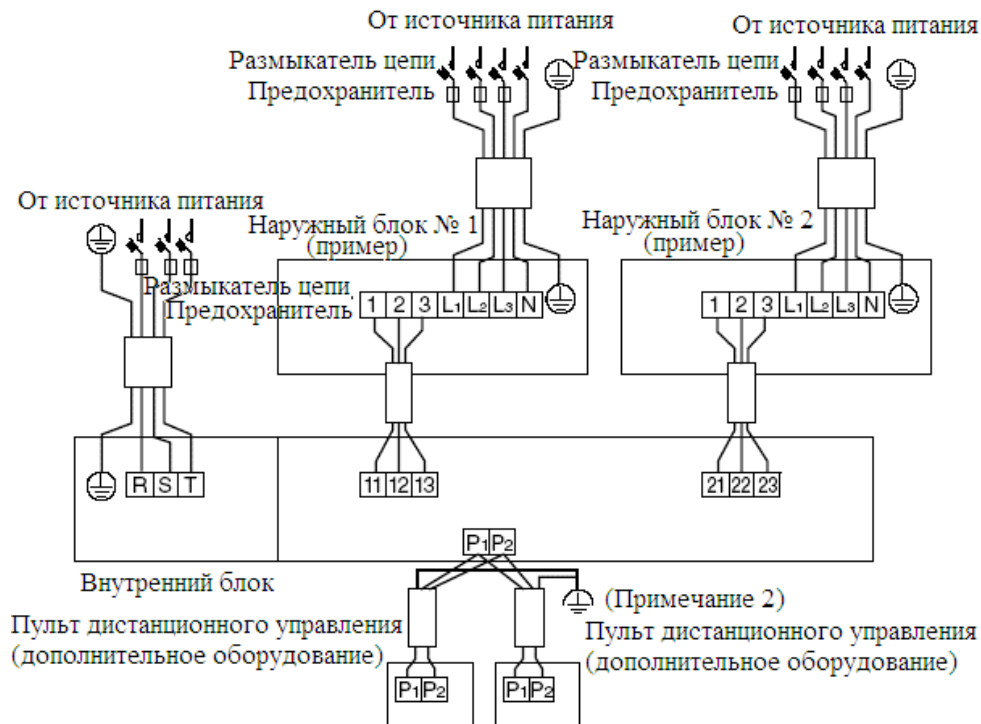 От источника питания
От источника питания
Размыкатель цепи
Размыкатель цепи
Предохранитель
Предохранитель
От источника питания
Наружный блок № 1
(пример)
Наружный блок № 2
(пример)
Размыкатель цепи
Предохранитель
1 2 3 L1 L2 L3 N
1 2 3 L1 L2 L3 N
R S T
11 12 13
21 22 23
P1 P2
Внутренний блок
(Примечание 2)
Пульт дистанционного управления
(дополнительное оборудование)
Пульт дистанционного управления
(дополнительное оборудование)
P1 P2
P1 P2